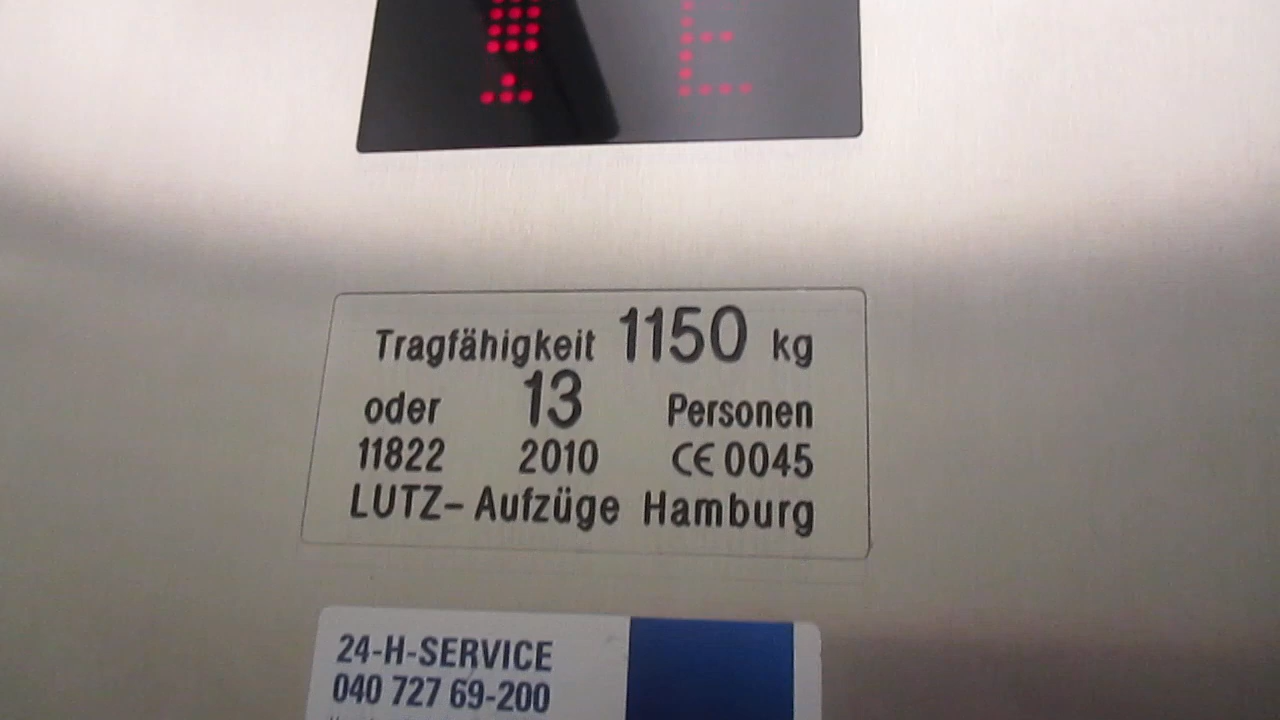 E
Tragfähigkeit 1150 kg
oder 13 Personen
11822 2010 CE 0045
LUTZ- Aufzüge Hamburg
24-H-SERVICE
040 727 69-200